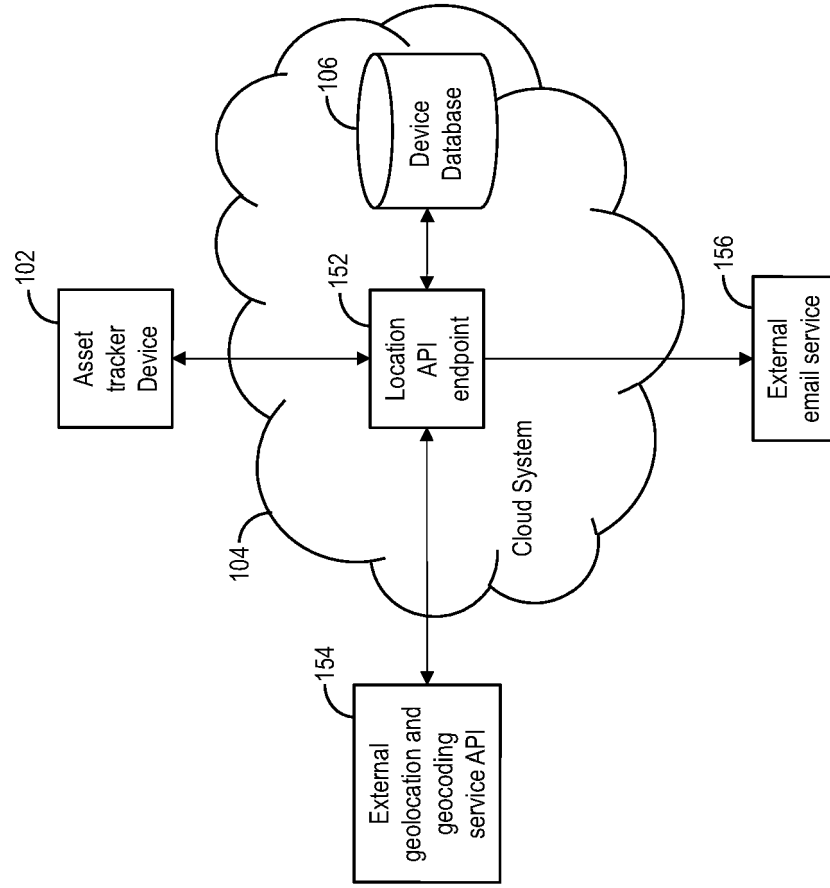 102
Asset
tracker
Device
104
152
Location
API
endpoint
106
Device
Database
Cloud System
154
External
geolocation and
geocoding
service API
156
External
email service